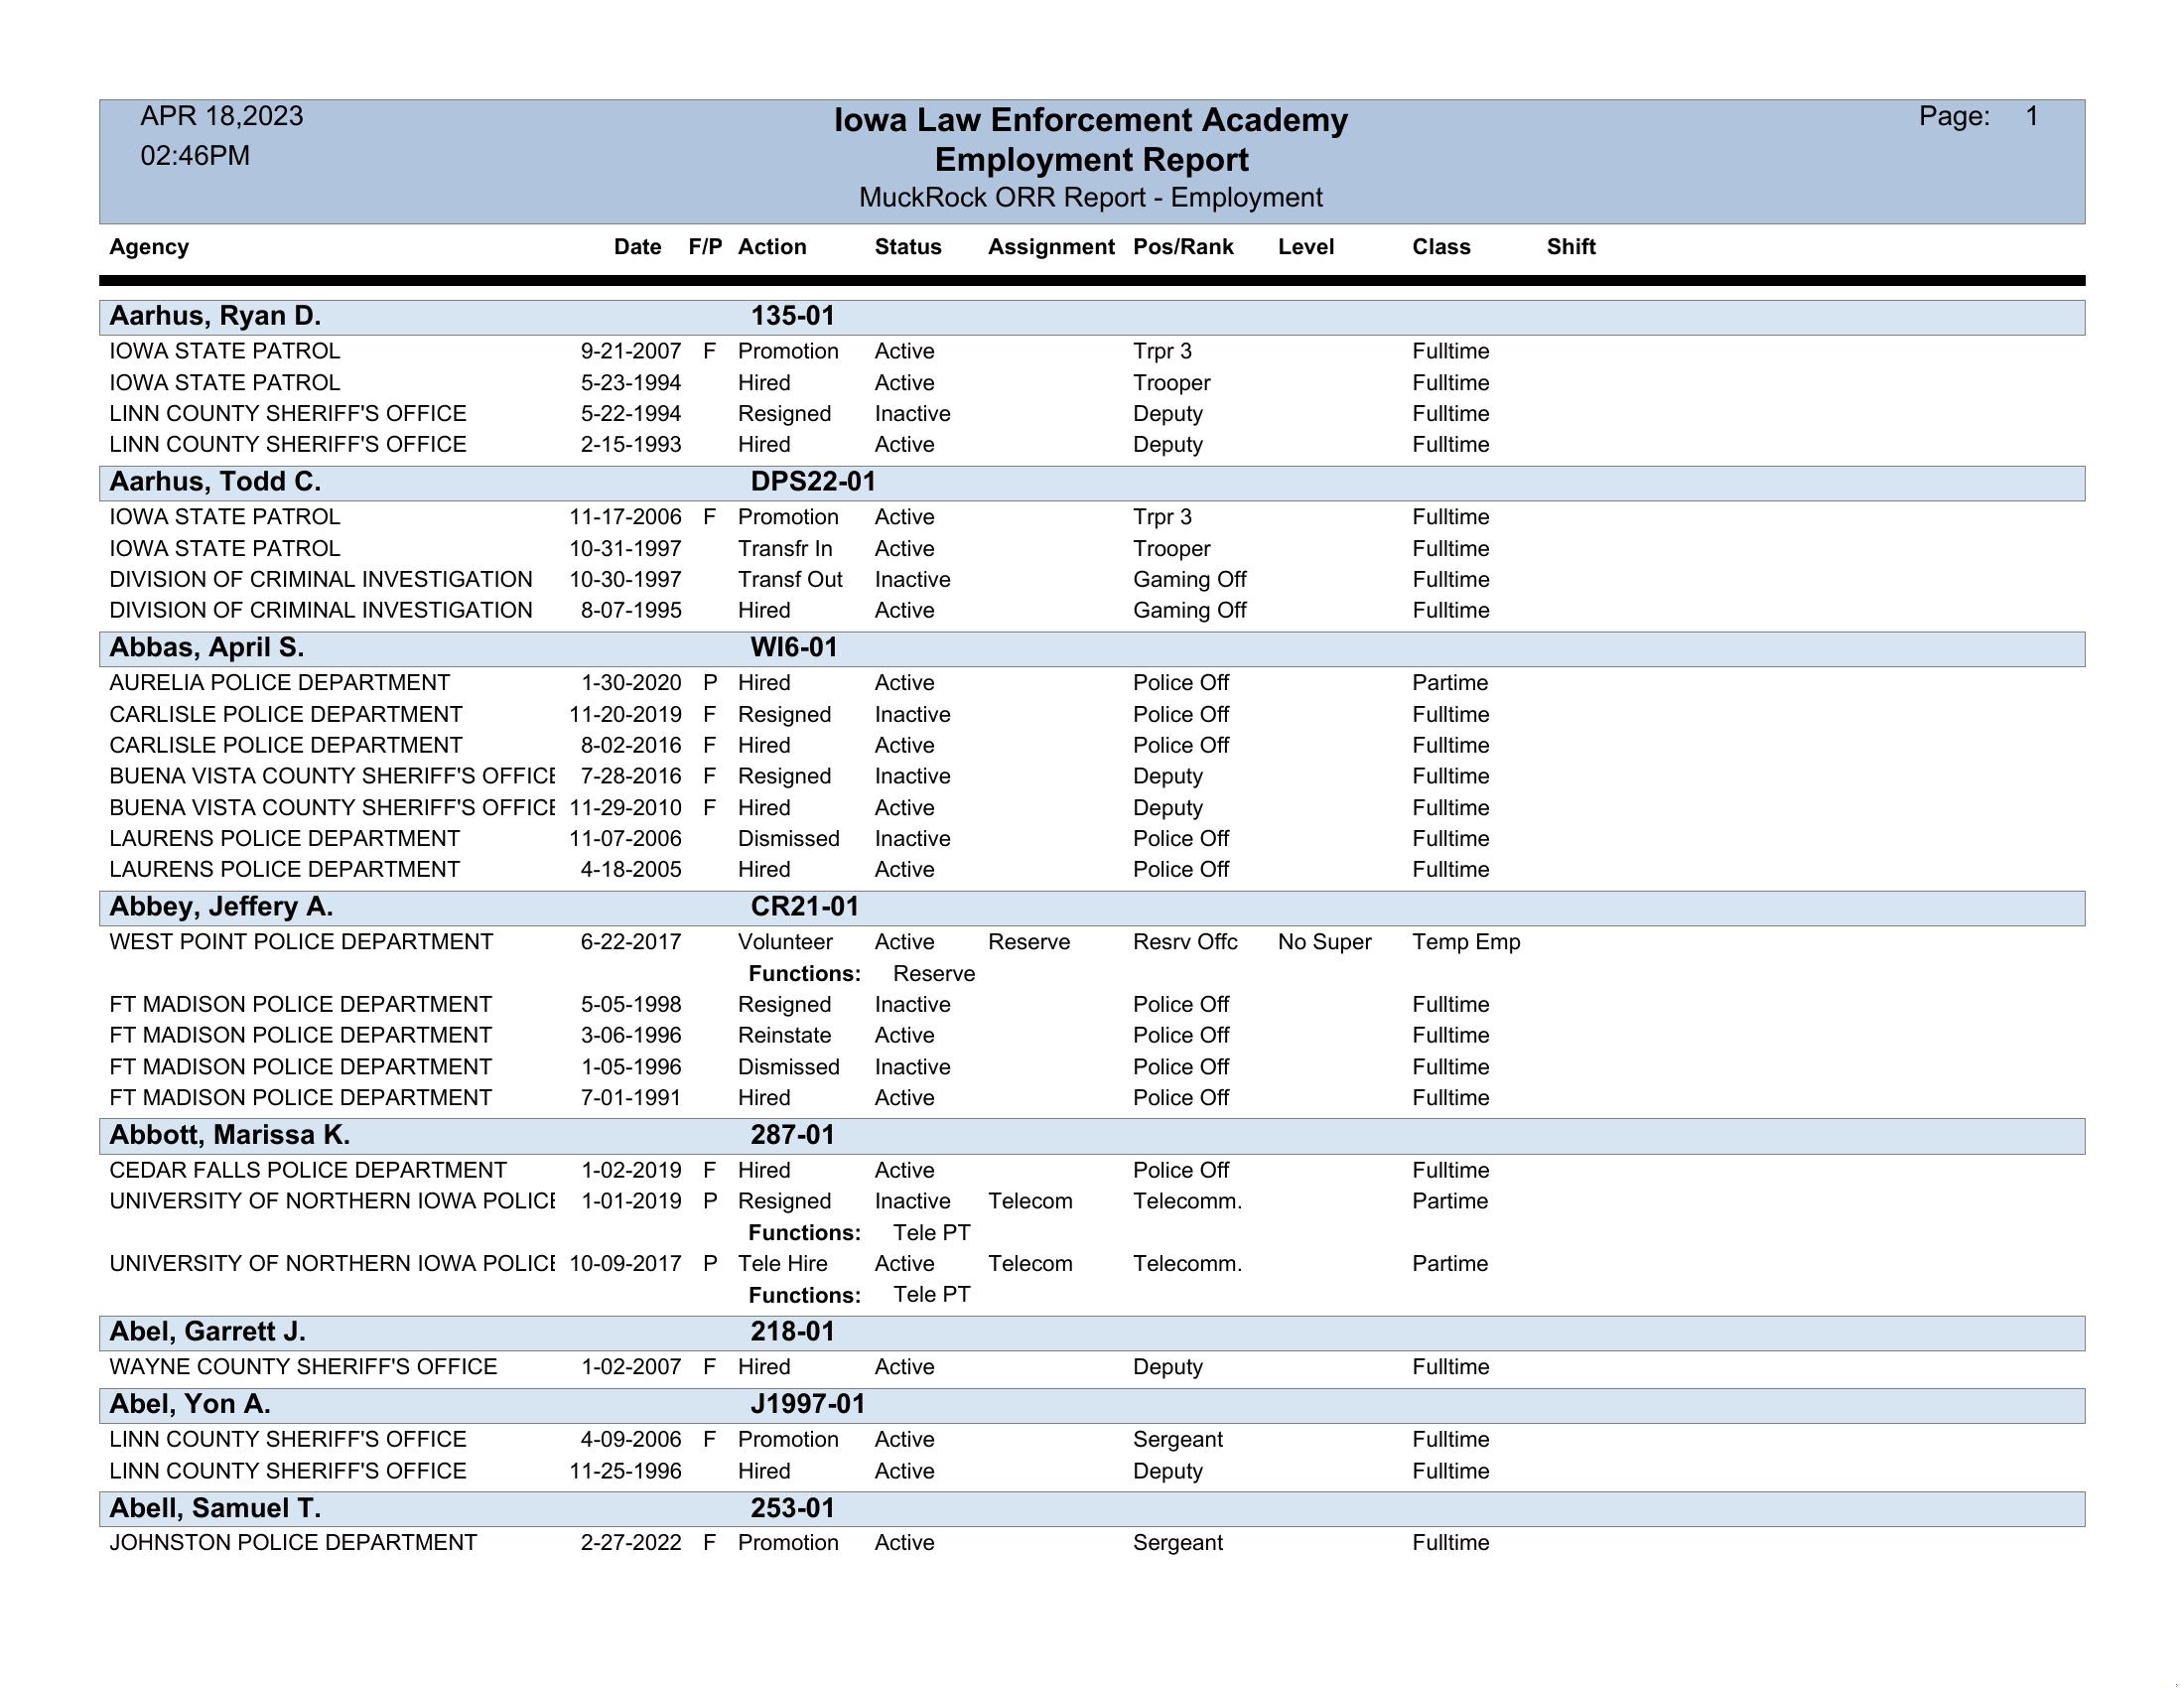 APR 18,2023 Iowa Law Enforcement Academy Page: 1
02:46PM Employment Report
MuckRock ORR Report - Employment
Agency Date F/P Action Status Assignment Pos/Rank Level Class Shift
Aarhus, Ryan D. 135-01
IOWA STATE PATROL 9-21-2007 F Promotion Active Trpr 3 Fulltime
IOWA STATE PATROL 5-23-1994 Hired Active Trooper Fulltime
LINN COUNTY SHERIFF'S OFFICE 5-22-1994 Resigned Inactive Deputy Fulltime
LINN COUNTY SHERIFF'S OFFICE 2-15-1993 Hired Active Deputy Fulltime
Aarhus, Todd C. DPS22-01
IOWA STATE PATROL 11-17-2006 F Promotion Active Trpr 3 Fulltime
IOWA STATE PATROL 10-31-1997 Transfr In Active Trooper Fulltime
DIVISION OF CRIMINAL INVESTIGATION 10-30-1997 Transf Out Inactive Gaming Off Fulltime
DIVISION OF CRIMINAL INVESTIGATION 8-07-1995 Hired Active Gaming Off Fulltime
Abbas, April S. WI6-01
AURELIA POLICE DEPARTMENT 1-30-2020 P Hired Active Police Off Partime
CARLISLE POLICE DEPARTMENT 11-20-2019 F Resigned Inactive Police Off Fulltime
CARLISLE POLICE DEPARTMENT 8-02-2016 F Hired Active Police Off Fulltime
BUENA VISTA COUNTY SHERIFF'S OFFICE 7-28-2016 F Resigned Inactive Deputy Fulltime
BUENA VISTA COUNTY SHERIFF'S OFFICE 11-29-2010 F Hired Active Deputy Fulltime
LAURENS POLICE DEPARTMENT 11-07-2006 Dismissed Inactive Police Off Fulltime
LAURENS POLICE DEPARTMENT 4-18-2005 Hired Active Police Off Fulltime
Abbey, Jeffery A. CR21-01
WEST POINT POLICE DEPARTMENT 6-22-2017 Volunteer Active Reserve Resrv Offc No Super Temp Emp
Functions: Reserve
FT MADISON POLICE DEPARTMENT 5-05-1998 Resigned Inactive Police Off Fulltime
FT MADISON POLICE DEPARTMENT 3-06-1996 Reinstate Active Police Off Fulltime
FT MADISON POLICE DEPARTMENT 1-05-1996 Dismissed Inactive Police Off Fulltime
FT MADISON POLICE DEPARTMENT 7-01-1991 Hired Active Police Off Fulltime
Abbott, Marissa K. 287-01
CEDAR FALLS POLICE DEPARTMENT 1-02-2019 F Hired Active Police Off Fulltime
UNIVERSITY OF NORTHERN IOWA POLICE 1-01-2019 P Resigned Inactive Telecom Telecomm. Partime
Functions: Tele PT
UNIVERSITY OF NORTHERN IOWA POLICE 10-09-2017 P Tele Hire Active Telecom Telecomm. Partime
Functions: Tele PT
Abel, Garrett J. 218-01
WAYNE COUNTY SHERIFF'S OFFICE 1-02-2007 F Hired Active Deputy Fulltime
Abel, Yon A. J1997-01
LINN COUNTY SHERIFF'S OFFICE 4-09-2006 F Promotion Active Sergeant Fulltime
LINN COUNTY SHERIFF'S OFFICE 11-25-1996 Hired Active Deputy Fulltime
Abell, Samuel T. 253-01
JOHNSTON POLICE DEPARTMENT 2-27-2022 F Promotion Active Sergeant Fulltime